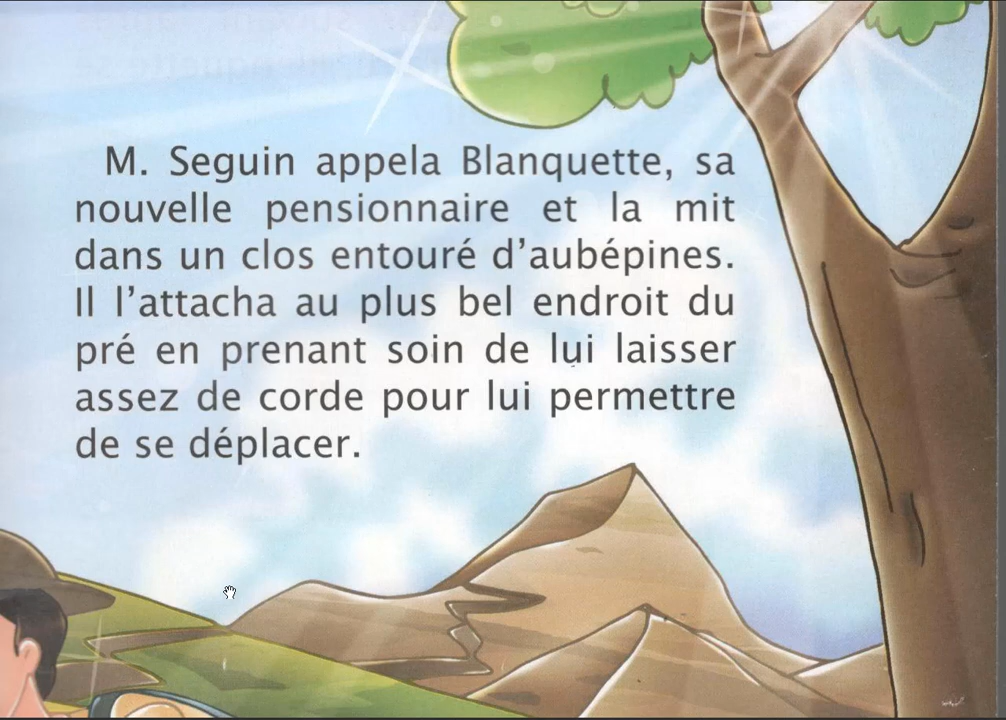 M. Seguin appela Blanquette, sa
nouvelle pensionnaire et la mit
dans un clos entouré d'aubépines.
Il l'attacha au plus bel endroit du
pré en prenant soin de lui laisser
assez de corde pour lui permettre
de se déplacer.